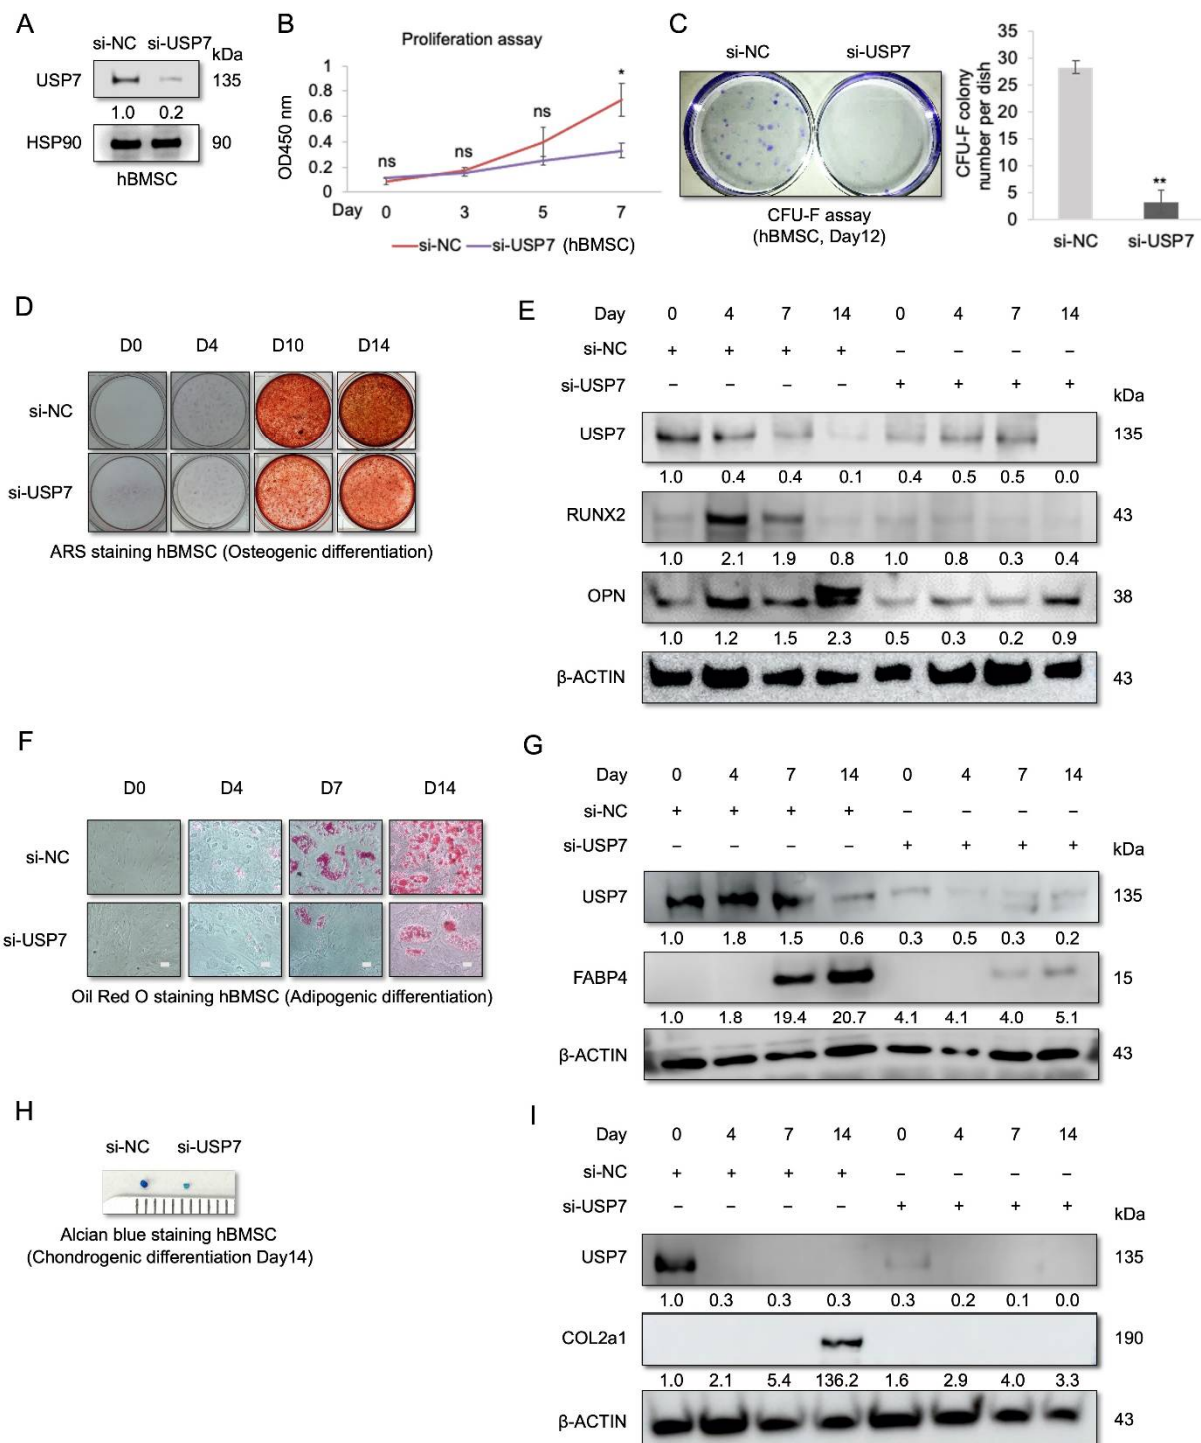 A
si-NC si-USP7
kDa
USP7 135
1.0 0.2
HSP90 90
hBMSC
B
Proliferation assay
OD450 nm
1
0.8
0.6
0.4
0.2
0
ns ns ns *
Day 0 3 5 7
si-NC si-USP7 (hBMSC)
C
si-NC si-USP7
CFU-F assay
(hBMSC, Day12)
CFU-F colony
number per dish
35
30
25
20
15
10
5
0
**
si-NC si-USP7
D
D0 D4 D10 D14
si-NC
si-USP7
ARS staining hBMSC (Osteogenic differentiation)
E
Day 0 4 7 14 0 4 7 14
si-NC + + + + – – – –
si-USP7 – – – – + + + +
kDa
USP7 135
1.0 0.4 0.4 0.1 0.4 0.5 0.5 0.0
RUNX2 43
1.0 2.1 1.9 0.8 1.0 0.8 0.3 0.4
OPN 38
1.0 1.2 1.5 2.3 0.5 0.3 0.2 0.9
β-ACTIN 43
F
D0 D4 D7 D14
si-NC
si-USP7
Oil Red O staining hBMSC (Adipogenic differentiation)
G
Day 0 4 7 14 0 4 7 14
si-NC + + + + – – – –
si-USP7 – – – – + + + +
kDa
USP7 135
1.0 1.8 1.5 0.6 0.3 0.5 0.3 0.2
FABP4 15
1.0 1.8 19.4 20.7 4.1 4.1 4.0 5.1
β-ACTIN 43
H
si-NC si-USP7
Alcian blue staining hBMSC
(Chondrogenic differentiation Day14)
I
Day 0 4 7 14 0 4 7 14
si-NC + + + + – – – –
si-USP7 – – – – + + + +
kDa
USP7 135
1.0 0.3 0.3 0.3 0.3 0.2 0.1 0.0
COL2a1 190
1.0 2.1 5.4 136.2 1.6 2.9 4.0 3.3
β-ACTIN 43